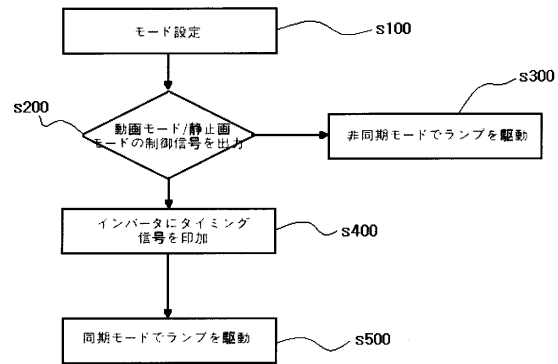 モード設定
s100
s200
動画モード/静止画
モードの制御信号を出力
s300
非同期モードでランプを駆動
インバータにタイミング
信号を印加
s400
同期モードでランプを駆動
s500